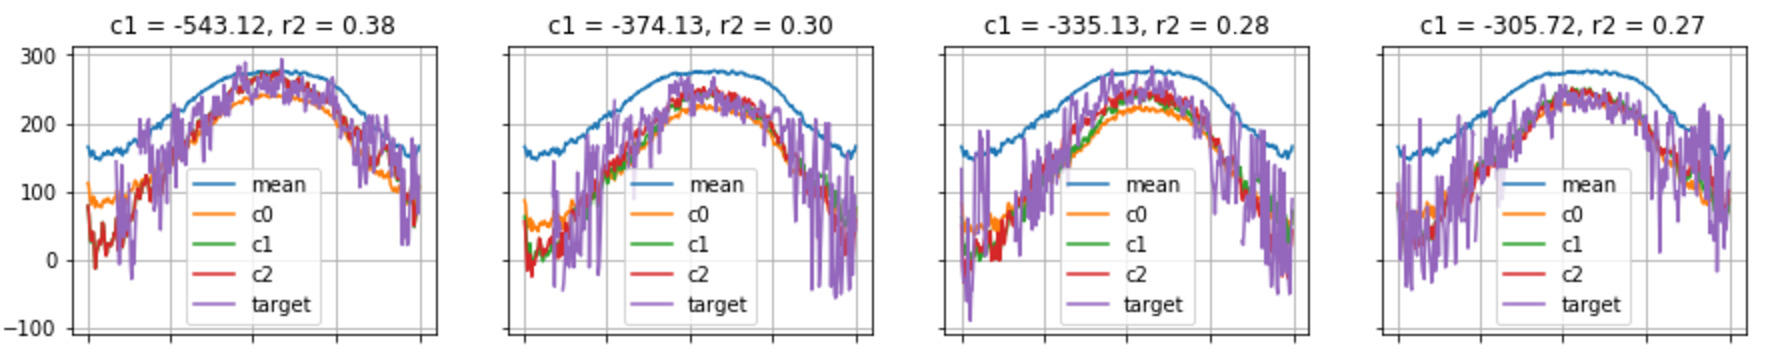 c1 = -543.12, r2 = 0.38
300
200
100
0
−100
mean
c0
c1
c2
target
c1 = -374.13, r2 = 0.30
mean
c0
c1
c2
target
c1 = -335.13, r2 = 0.28
mean
c0
c1
c2
target
c1 = -305.72, r2 = 0.27
mean
c0
c1
c2
target